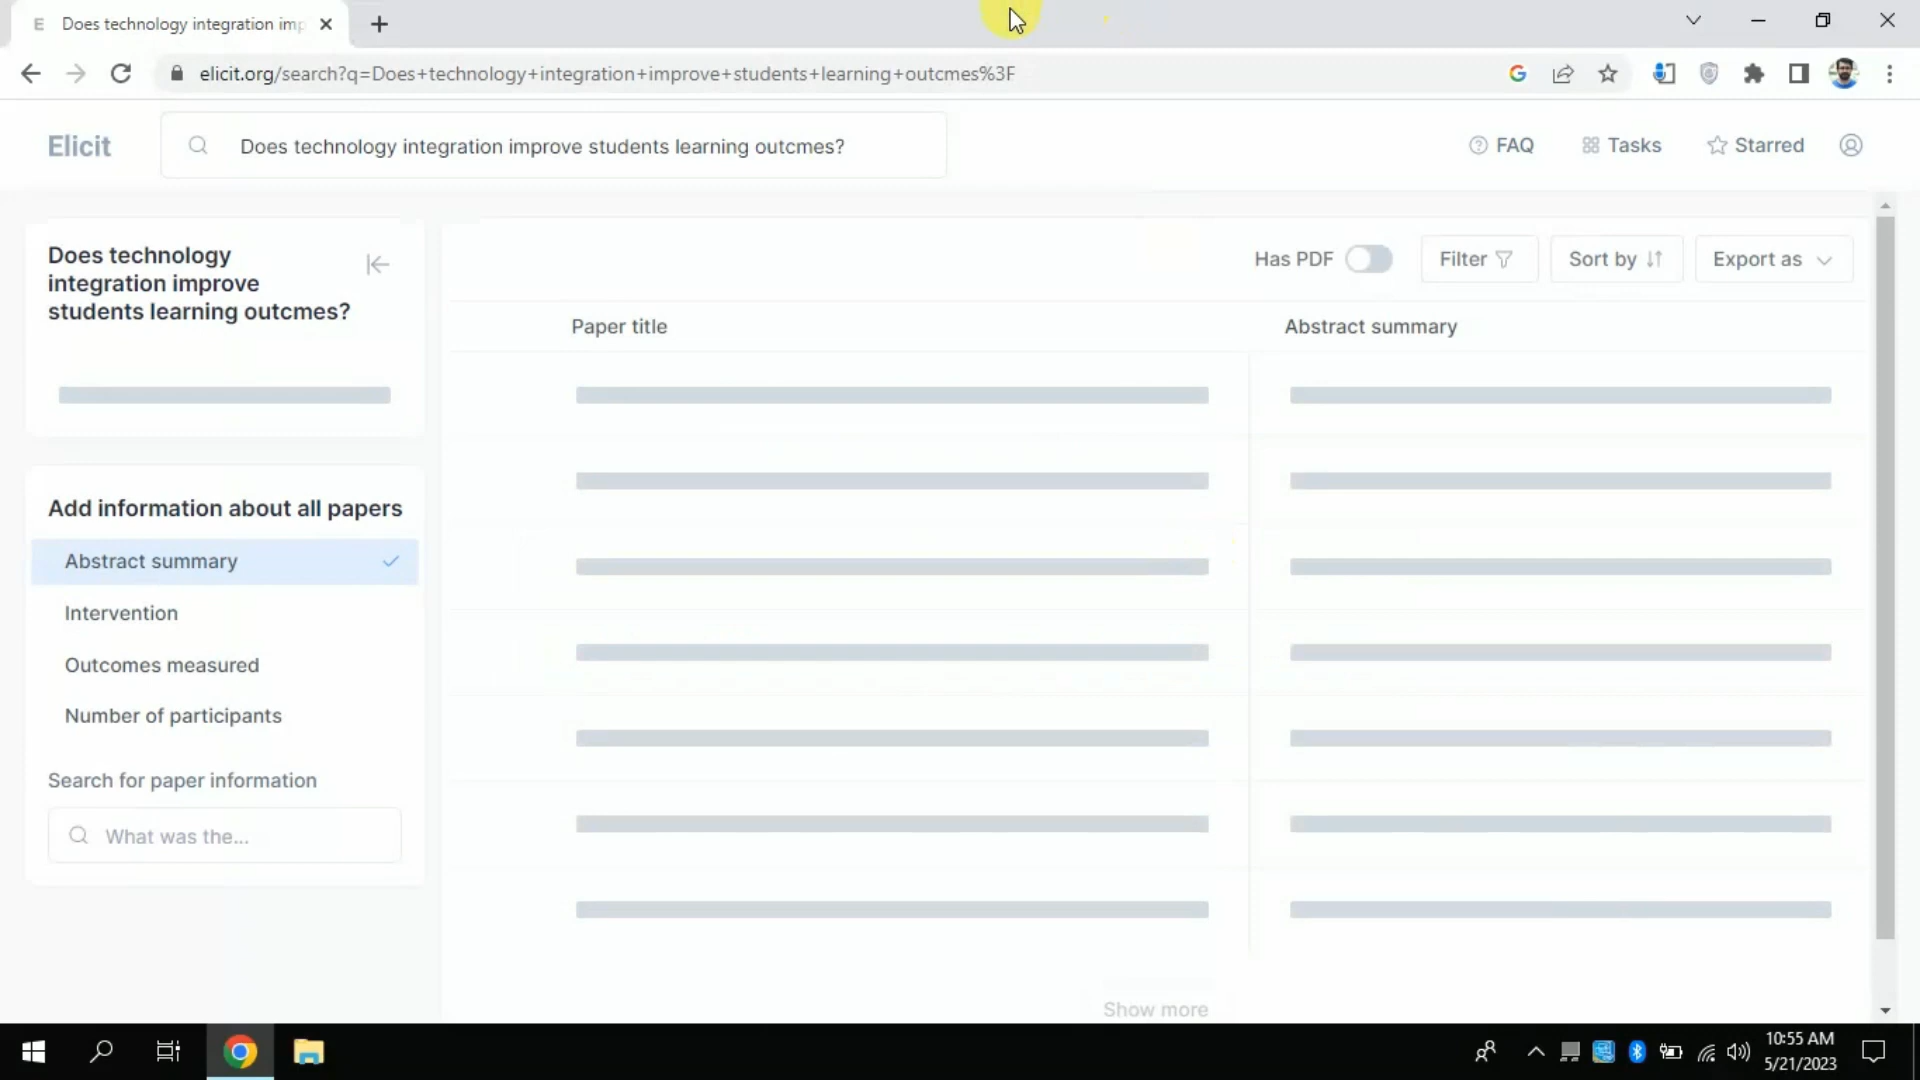 E Does technology integration imp
elicit.org/search?q=Does+technology+integration+improve+students+learning+outcmes%3F
Elicit
Does technology integration improve students learning outcmes?
FAQ
Tasks
Starred
Does technology
integration improve
students learning outcmes?
Has PDF
Filter
Sort by
Export as
Paper title
Abstract summary
Add information about all papers
Abstract summary
Intervention
Outcomes measured
Number of participants
Search for paper information
What was the...
Show more
10:55 AM
5/21/2023